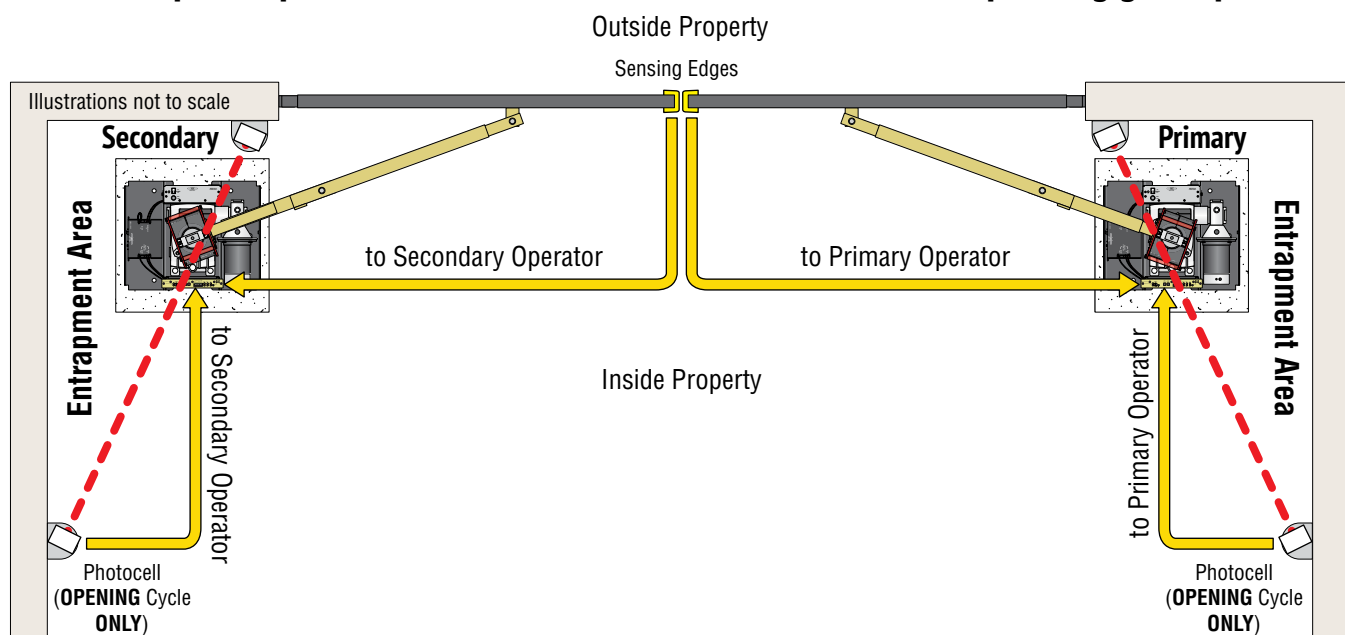 Outside Property
Sensing Edges
Illustrations not to scale
Secondary
Primary
Entrapment Area
Entrapment Area
to Secondary Operator
to Primary Operator
to Secondary Operator
to Primary Operator
Inside Property
Photocell
(OPENING Cycle
ONLY)
Photocell
(OPENING Cycle
ONLY)